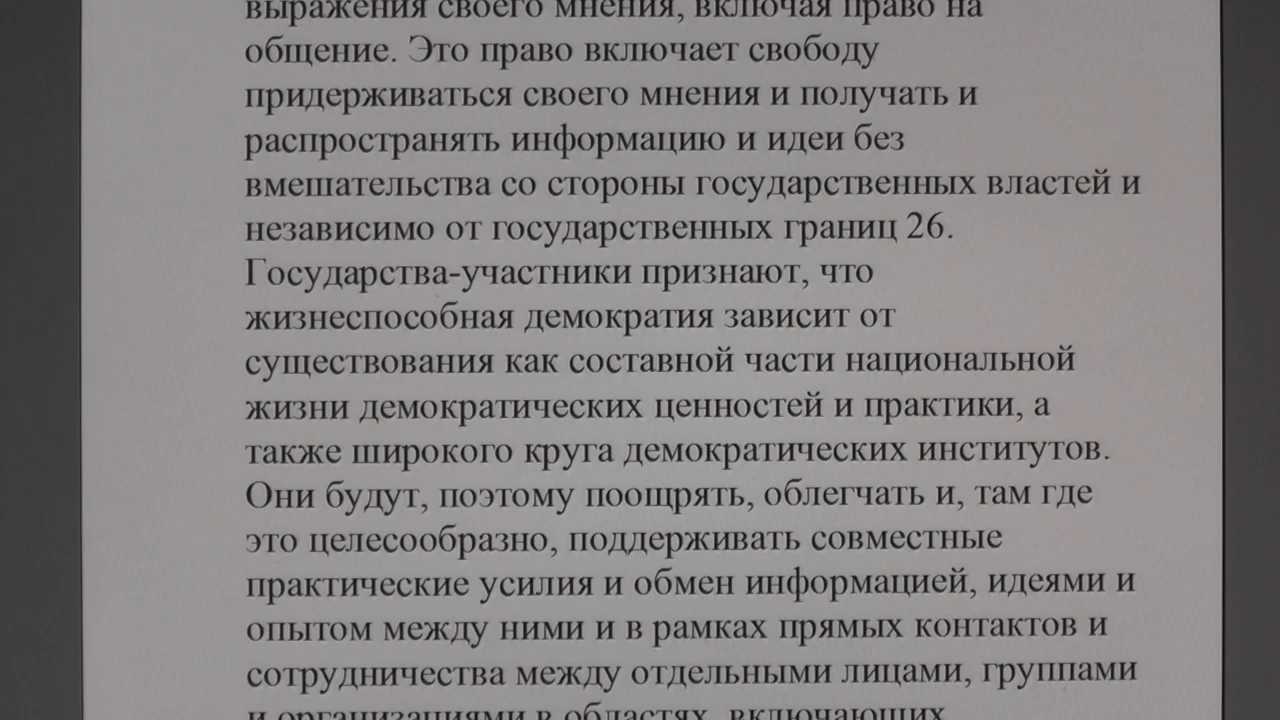 выражения своего мнения, включая право на
общение. Это право включает свободу
придерживаться своего мнения и получать и
распространять информацию и идеи без
вмешательства со стороны государственных властей и
независимо от государственных границ 26.
Государства-участники признают, что
жизнеспособная демократия зависит от
существования как составной части национальной
жизни демократических ценностей и практики, а
также широкого круга демократических институтов.
Они будут, поэтому поощрять, облегчать и, там где
это целесообразно, поддерживать совместные
практические усилия и обмен информацией, идеями и
опытом между ними и в рамках прямых контактов и
сотрудничества между отдельными лицами, группами
и организациями в областях, включающих